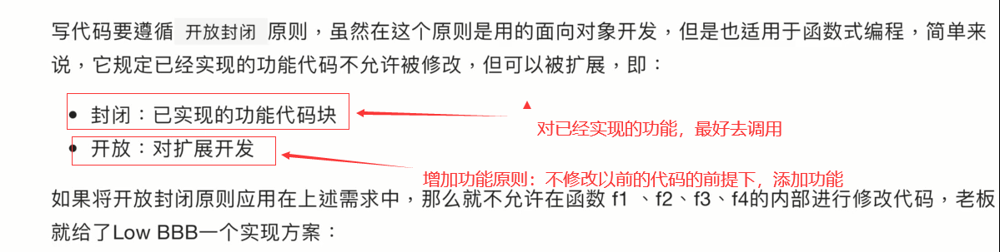 写代码要遵循 开放封闭 原则，虽然在这个原则是用的面向对象开发，但是也适用于函数式编程，简单来
说，它规定已经实现的功能代码不允许被修改，但可以被扩展，即：
• 封闭：已实现的功能代码块
对已经实现的功能，最好去调用
• 开放：对扩展开发
增加功能原则：不修改以前的代码的前提下，添加功能
如果将开放封闭原则应用在上述需求中，那么就不允许在函数 f1 、f2、f3、f4的内部进行修改代码，老板
就给了Low BBB一个实现方案：